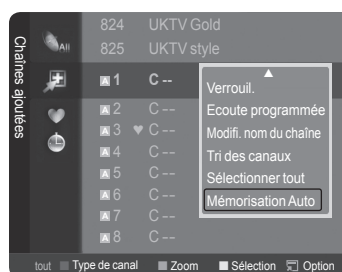 Chaînes ajoutées
All
824 UKTV Gold
825 UKTV style
A 1 C --
A 2 C --
A 3 ♥ C --
A 4 C --
A 5 C --
A 6 C --
A 7 C --
A 8 C --
▲
Verrouil.
Ecoute programmée
Modifi. nom du chaîne
Tri des canaux
Sélectionner tout
Mémorisation Auto
tout Type de canal Zoom Sélection Option